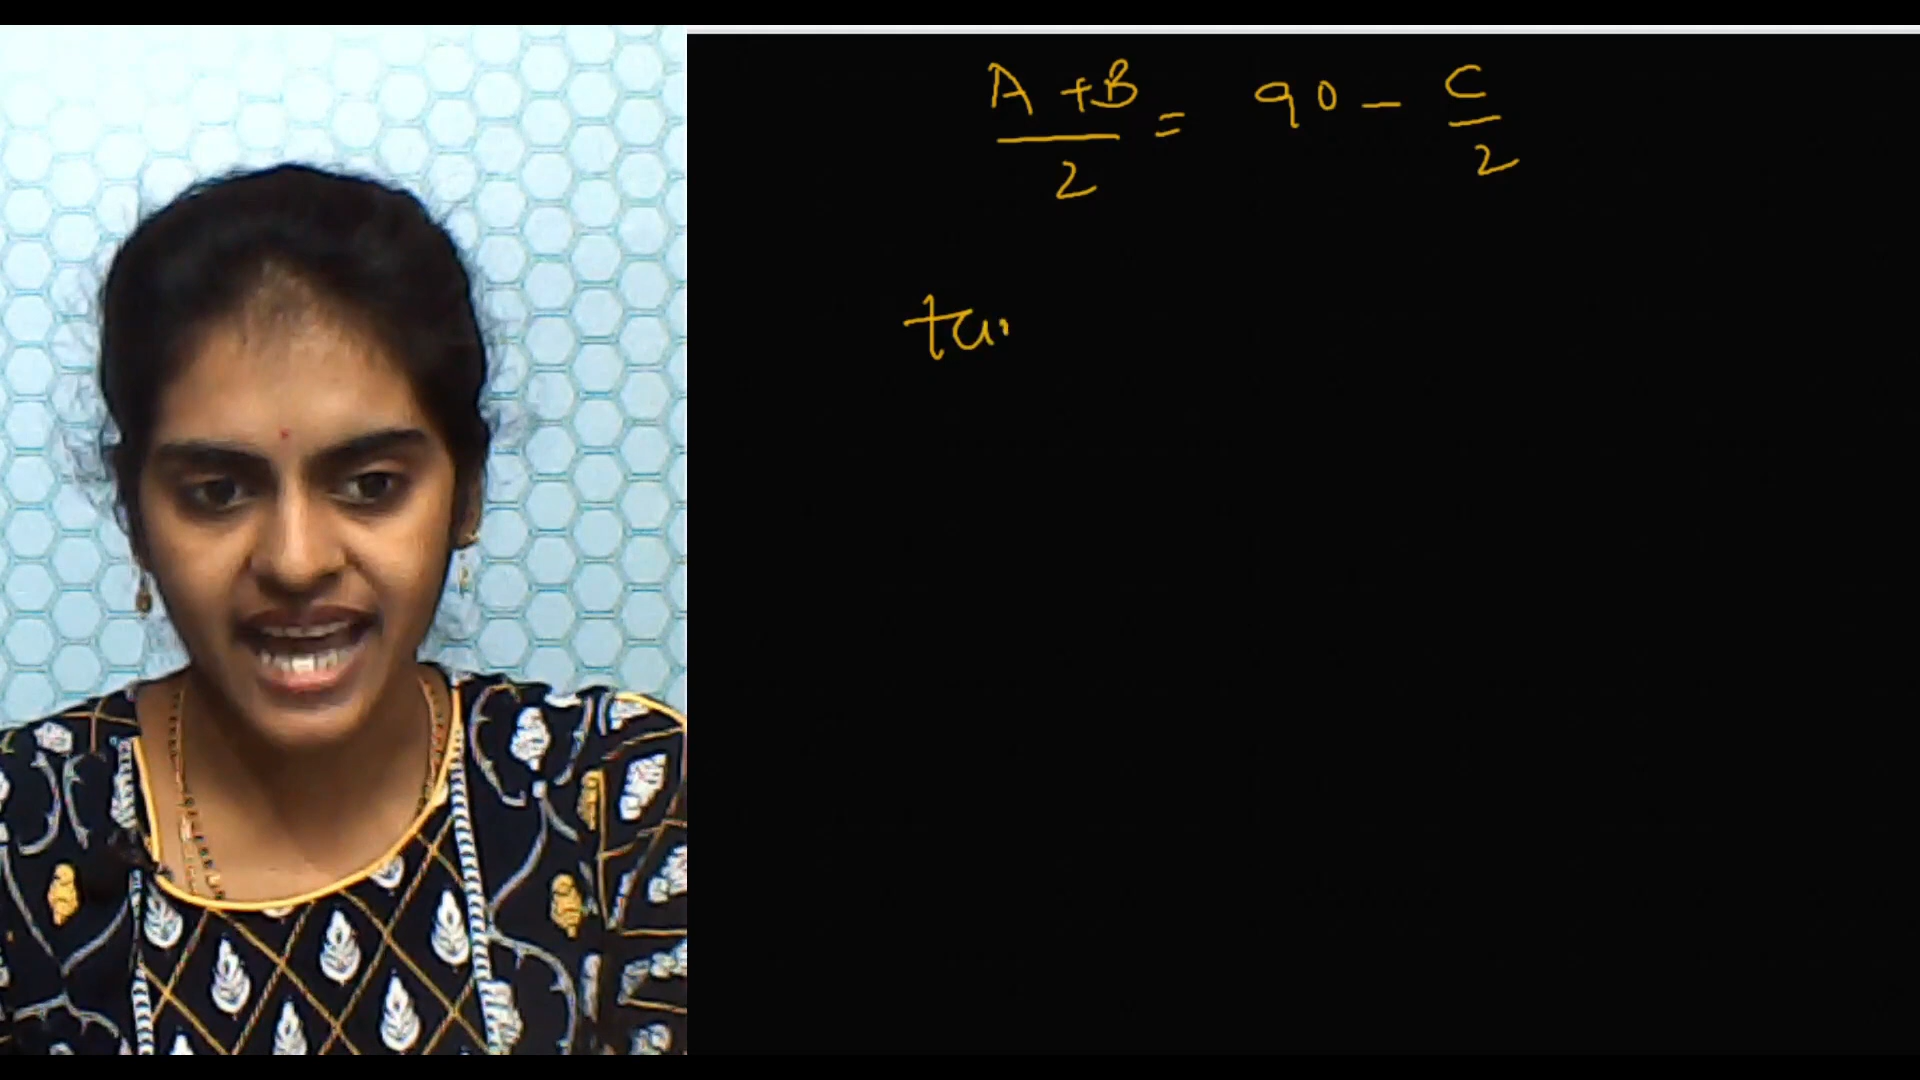 A + B / 2 = 90 - C / 2
ta